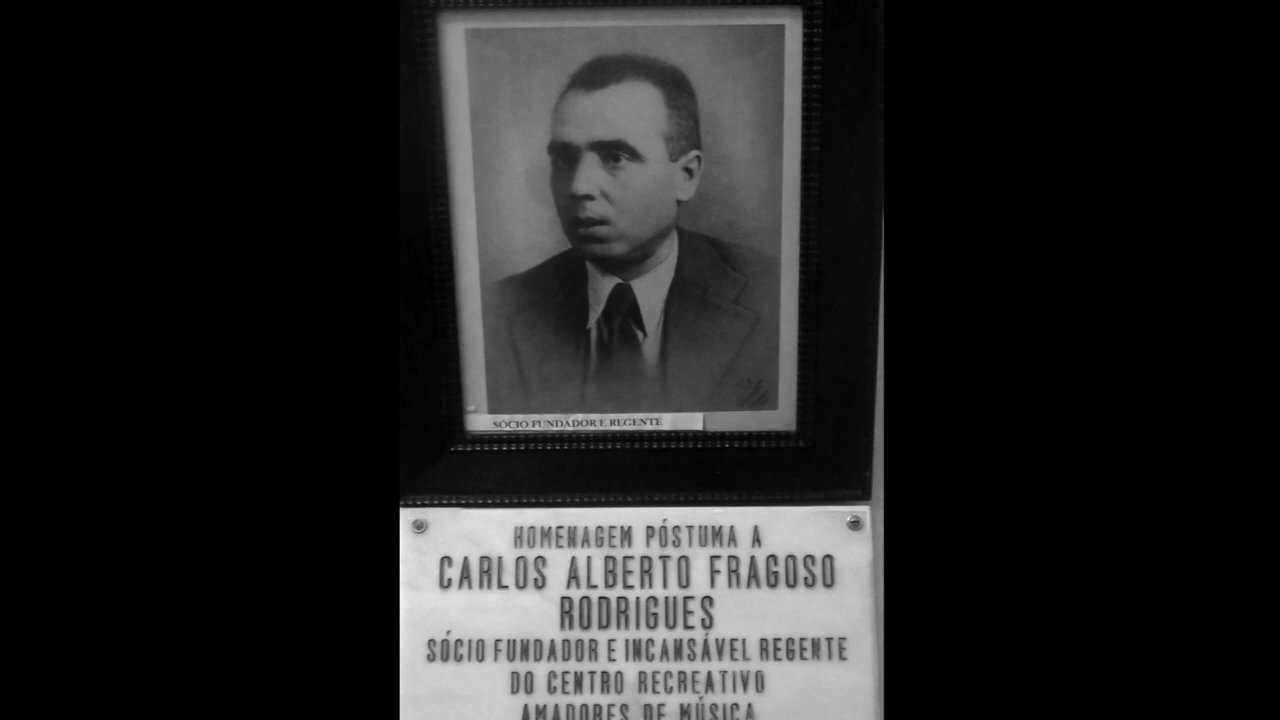 SÓCIO FUNDADOR E REGENTE
HOMENAGEM PÓSTUMA A
CARLOS ALBERTO FRAGOSO
RODRIGUES
SÓCIO FUNDADOR E INCANSÁVEL REGENTE
DO CENTRO RECREATIVO
AMADORES DE MÚSICA